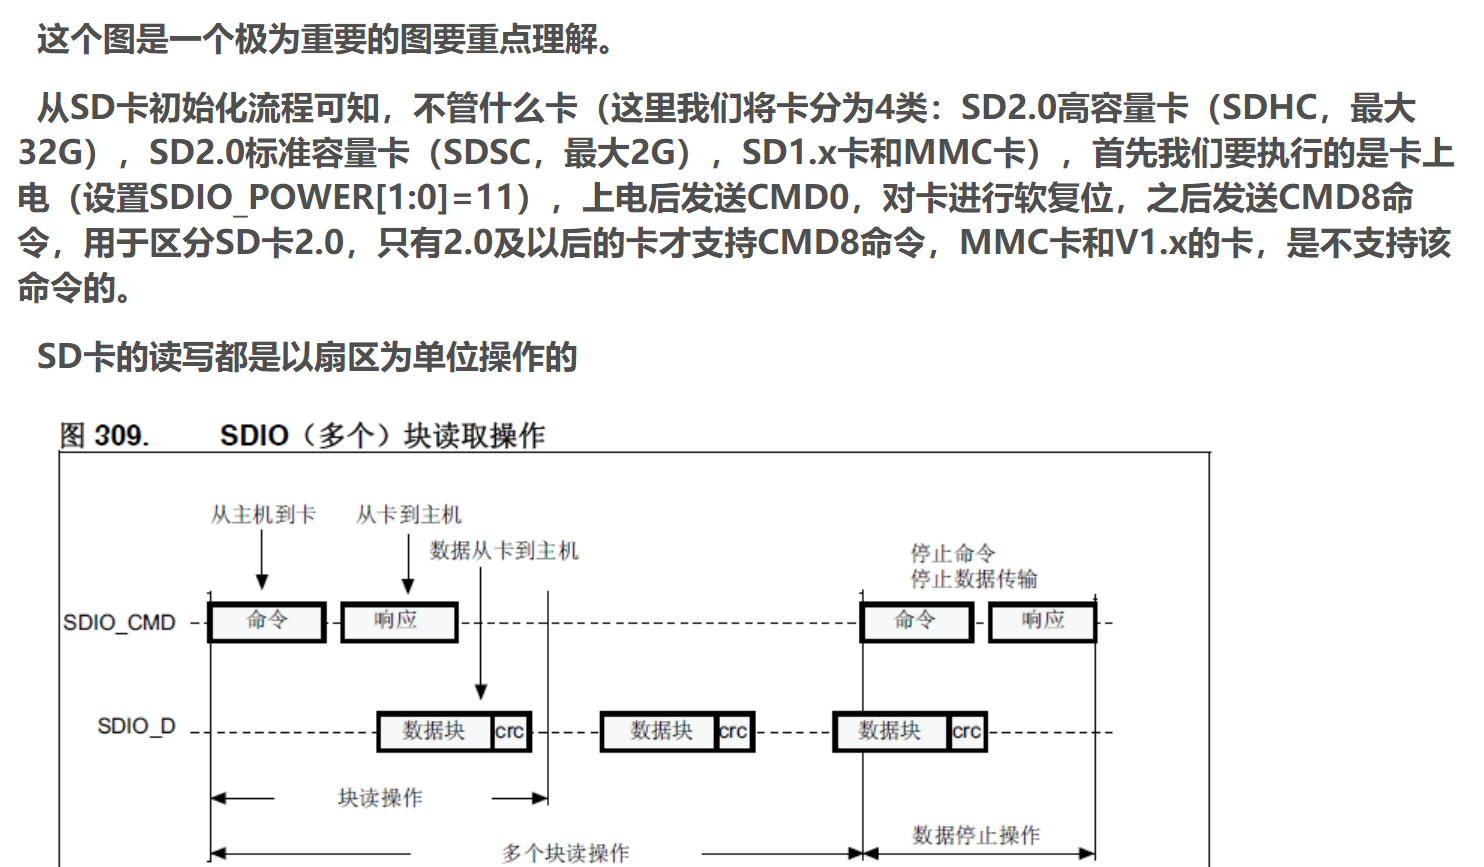 这个图是一个极为重要的图要重点理解。
从SD卡初始化流程可知，不管什么卡（这里我们将卡分为4类：SD2.0高容量卡（SDHC，最大
32G），SD2.0标准容量卡（SDSC，最大2G），SD1.x卡和MMC卡），首先我们要执行的是卡上
电（设置SDIO_POWER[1:0]=11），上电后发送CMD0，对卡进行软复位，之后发送CMD8命
令，用于区分SD卡2.0，只有2.0及以后的卡才支持CMD8命令，MMC卡和V1.x的卡，是不支持该
命令的。
SD卡的读写都是以扇区为单位操作的
图 309. SDIO（多个）块读取操作
从主机到卡 从卡到主机
数据从卡到主机
停止命令
停止数据传输
SDIO_CMD 命令 响应 命令 响应
SDIO_D 数据块 crc 数据块 crc 数据块 crc
块读操作
多个块读操作 数据停止操作